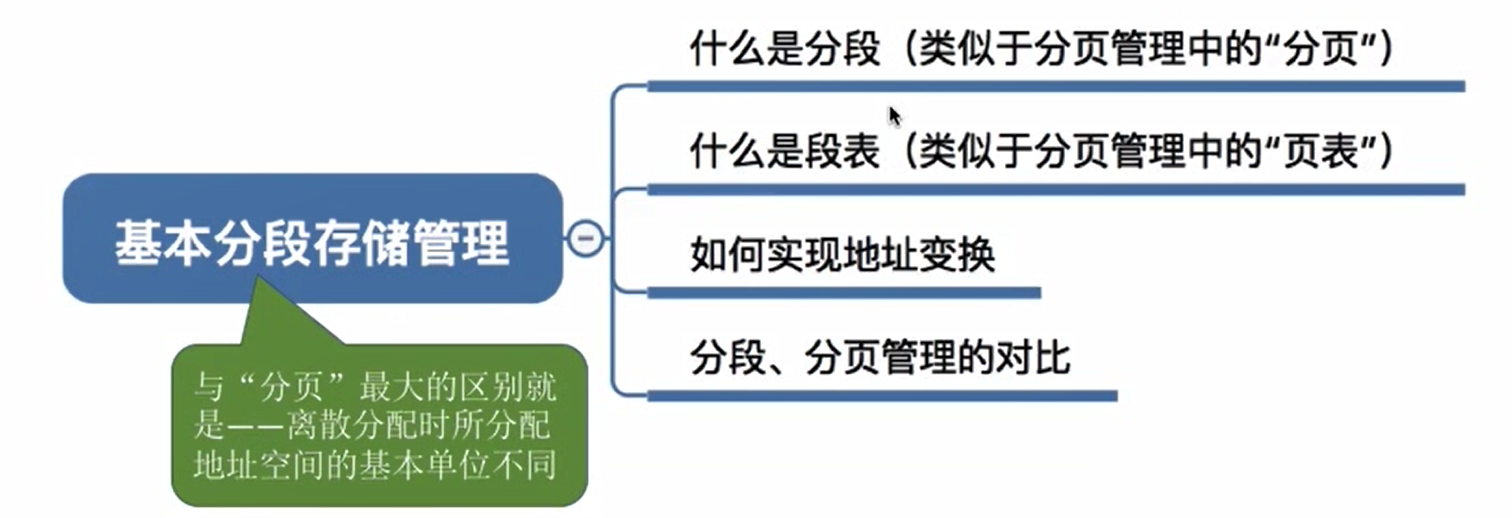 什么是分段（类似于分页管理中的“分页”）
什么是段表（类似于分页管理中的“页表”）
基本分段存储管理
如何实现地址变换
分段、分页管理的对比
与“分页”最大的区别就
是——离散分配时所分配
地址空间的基本单位不同